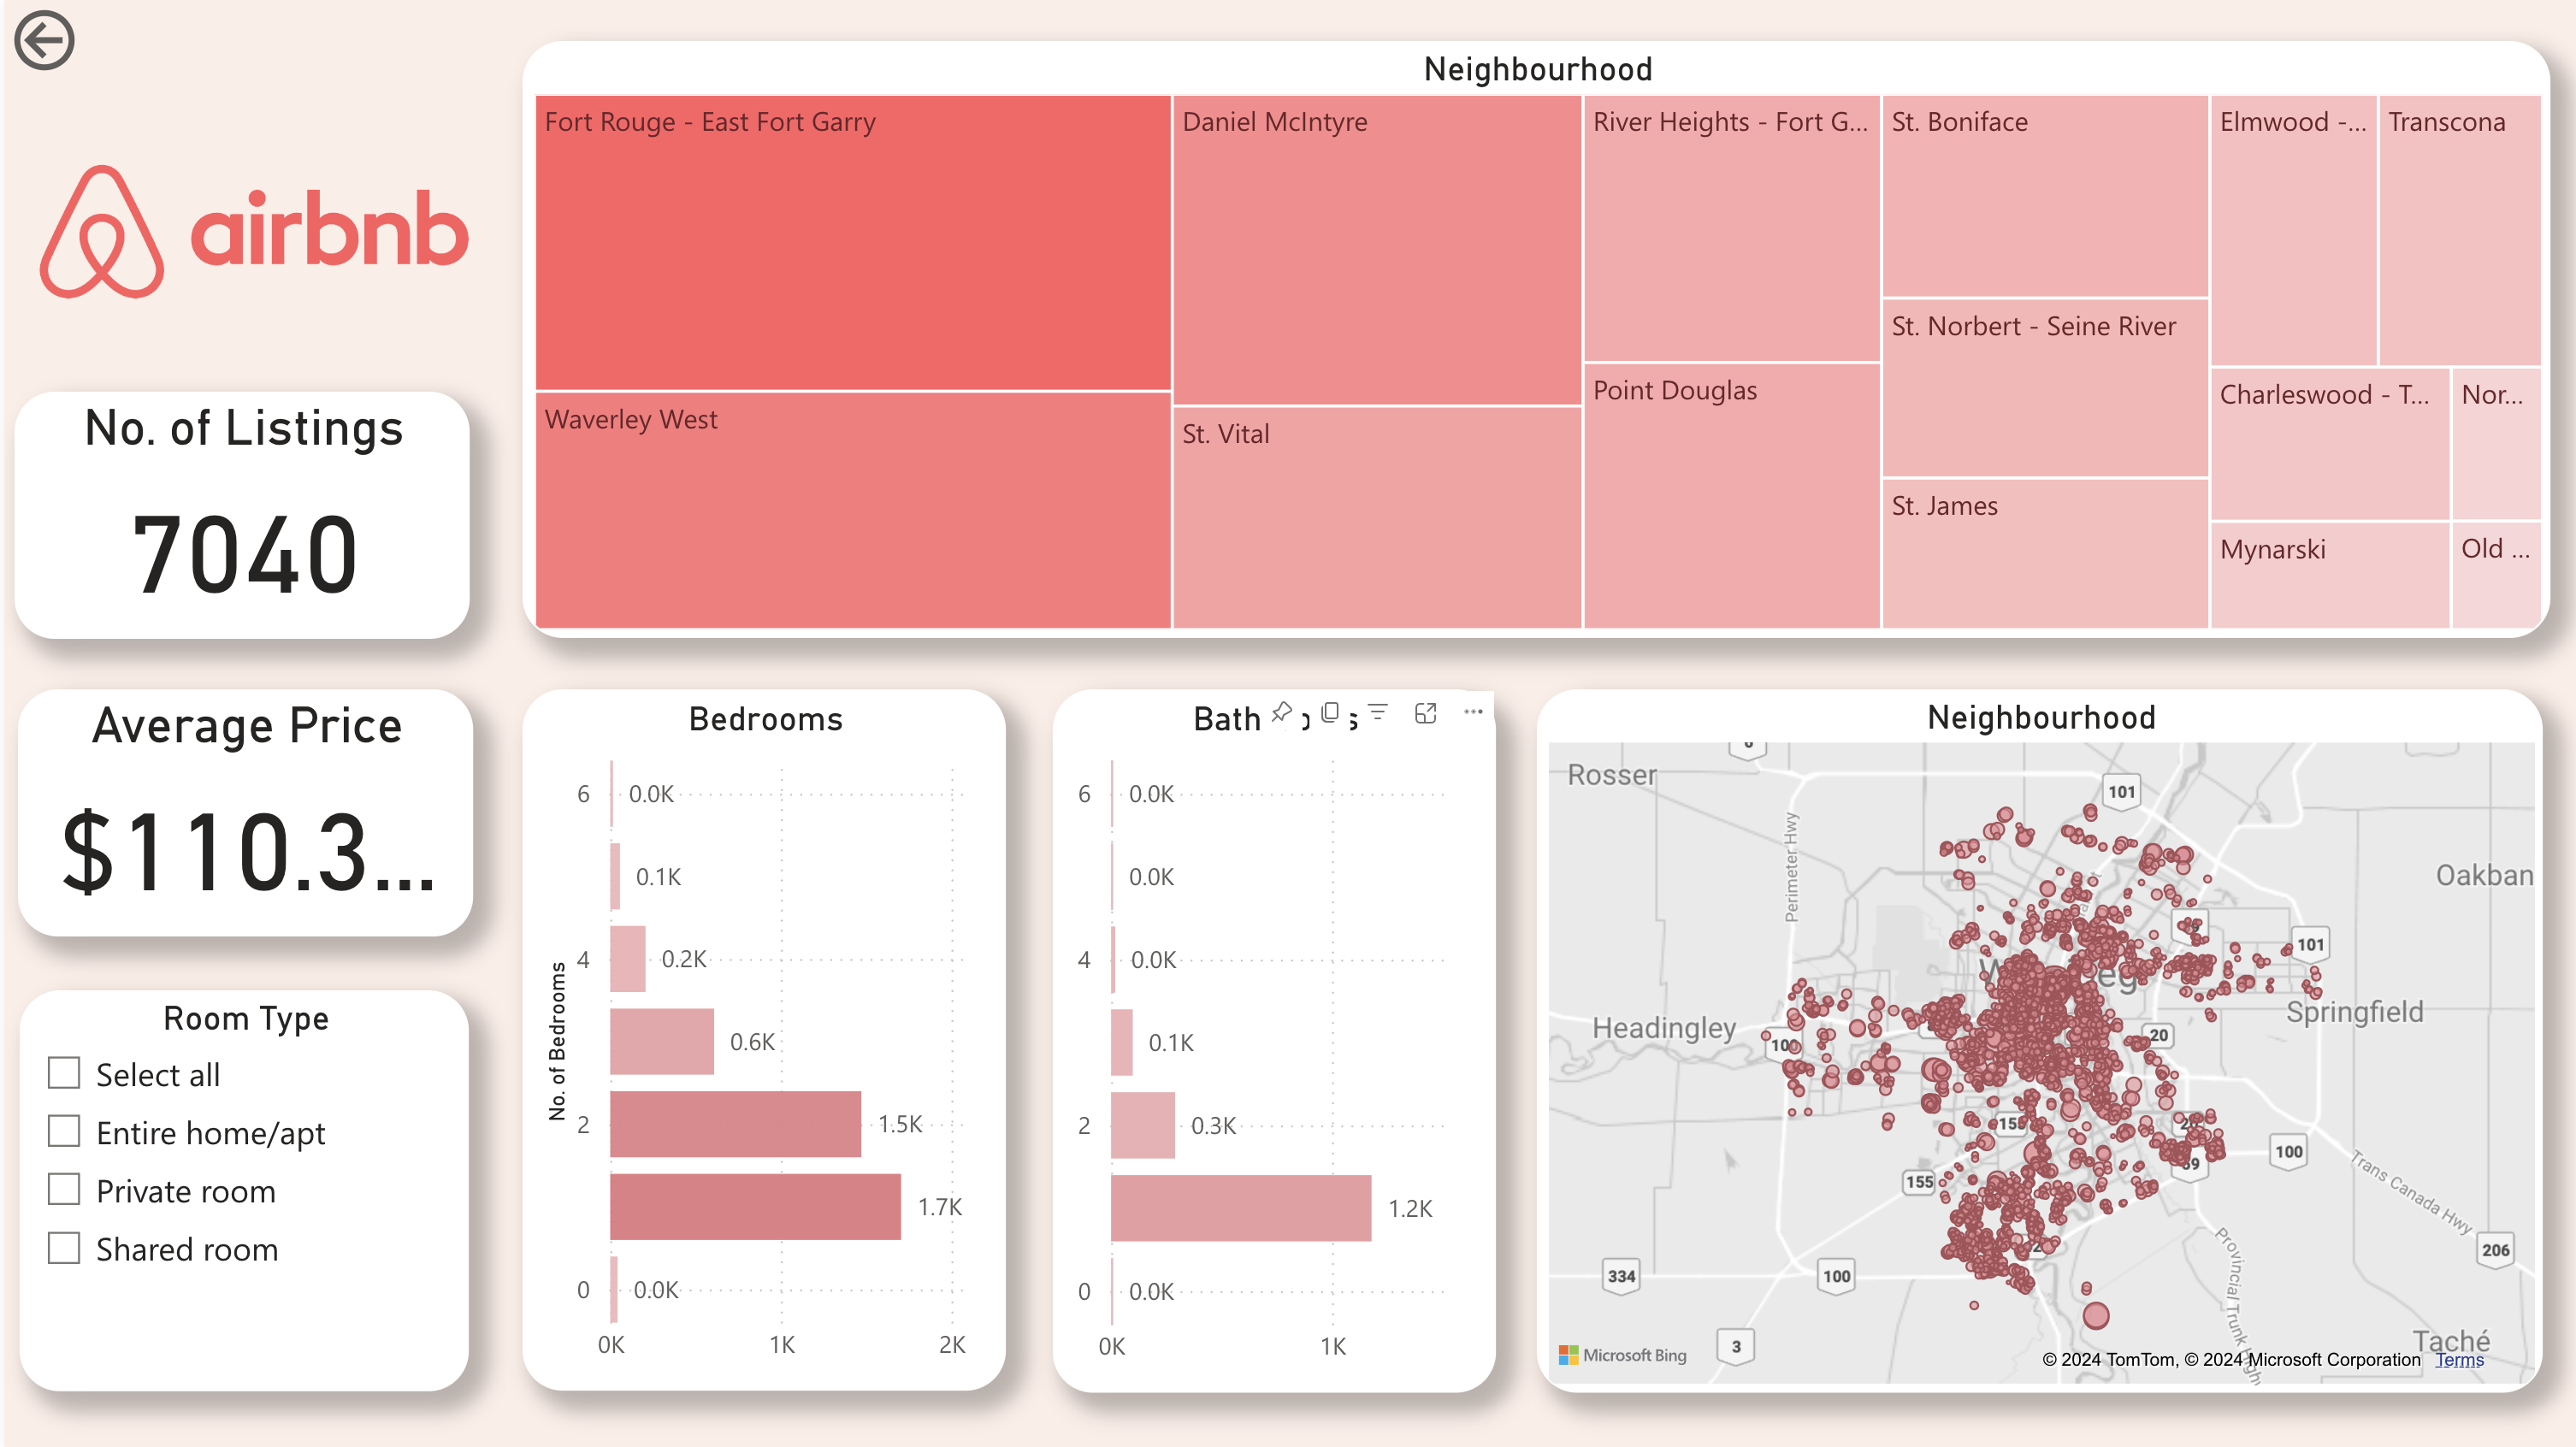 airbnb
Neighbourhood
Fort Rouge - East Fort Garry
Daniel McIntyre
River Heights - Fort G...
St. Boniface
Elmwood -...
Transcona
St. Norbert - Seine River
Point Douglas
Charleswood - T...
Nor...
Waverley West
St. Vital
St. James
Mynarski
Old ...
No. of Listings
7040
Average Price
$110.3...
Room Type
Select all
Entire home/apt
Private room
Shared room
Bedrooms
No. of Bedrooms
6 0.0K
0.1K
4 0.2K
0.6K
2 1.5K
1.7K
0 0.0K
0K 1K 2K
Bath
s
6 0.0K
0.0K
4 0.0K
0.1K
2 0.3K
1.2K
0 0.0K
0K 1K
Neighbourhood
Rosser
101
Perimeter Hwy
Oakban
101
Springfield
Headingley
100
20
155
155
100
Trans Canada Hwy
206
334
100
Provincial Trunk High
3
Taché
Microsoft Bing
© 2024 TomTom, © 2024 Microsoft Corporation Terms